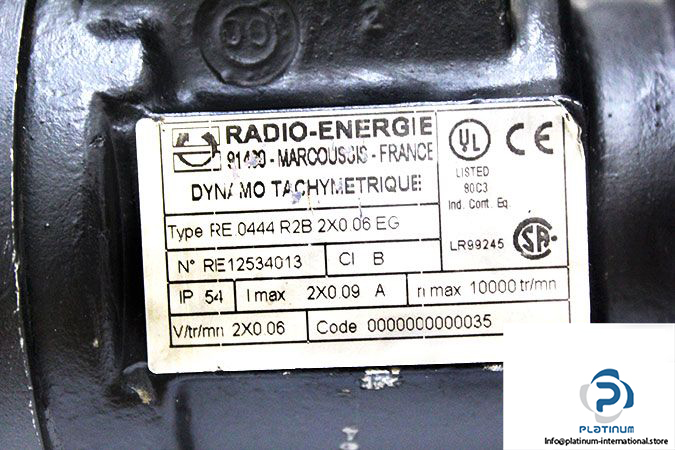 2
RADIO-ENERGIE
91460 - MARCOUSSIS - FRANCE
DYNAMO TACHYMETRIQUE
Type RE 0444 R2B 2X0.06 EG
N° RE12534013 Cl B
IP 54 I max 2X0.09 A n max 10000 tr/mn
V/tr/mn 2X0.06 Code 0000000000035
UL CE
LISTED
80C3
Ind. Cont. Eq.
LR99245 SA
PLATINUM
Info@platinum-international.store